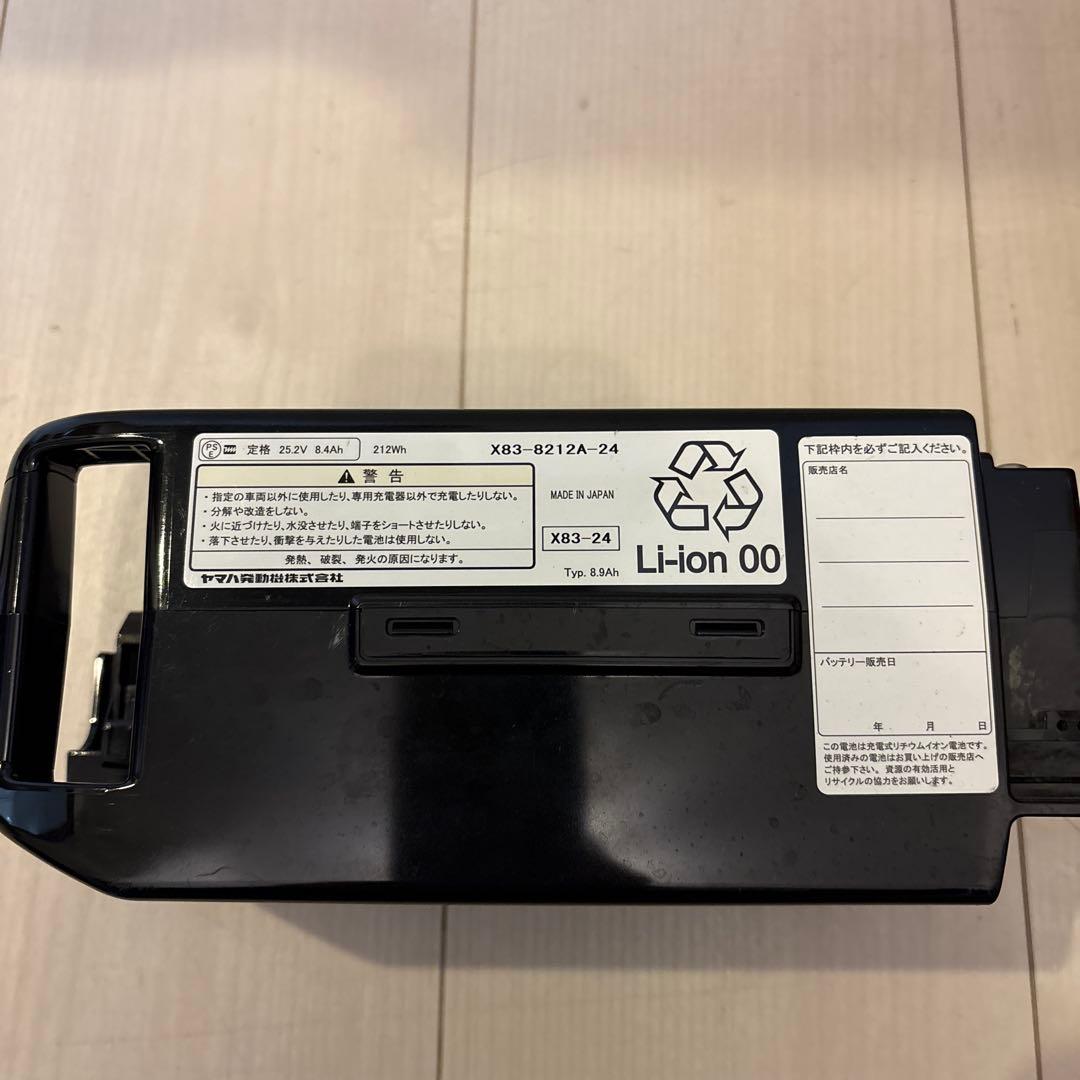 PS E 定格 25.2V 8.4Ah 212Wh X83-8212A-24
警告
・指定の車両以外に使用したり、専用充電器以外で充電したりしない。
・分解や改造をしない。
・火に近づけたり、水没させたり、端子をショートさせたりしない。
・落下させたり、衝撃を与えたりした電池は使用しない。
発熱、破裂、発火の原因になります。
ヤマハ発動機株式会社
MADE IN JAPAN
X83-24
Typ. 8.9Ah
Li-ion 00
下記枠内を必ずご記入ください。
販売店名
バッテリー販売日
年 月 日
この電池は充電式リチウムイオン電池です。
使用済みの電池はお買い上げの販売店へ
ご持参下さい。資源の有効活用と
リサイクルの協力をお願いします。